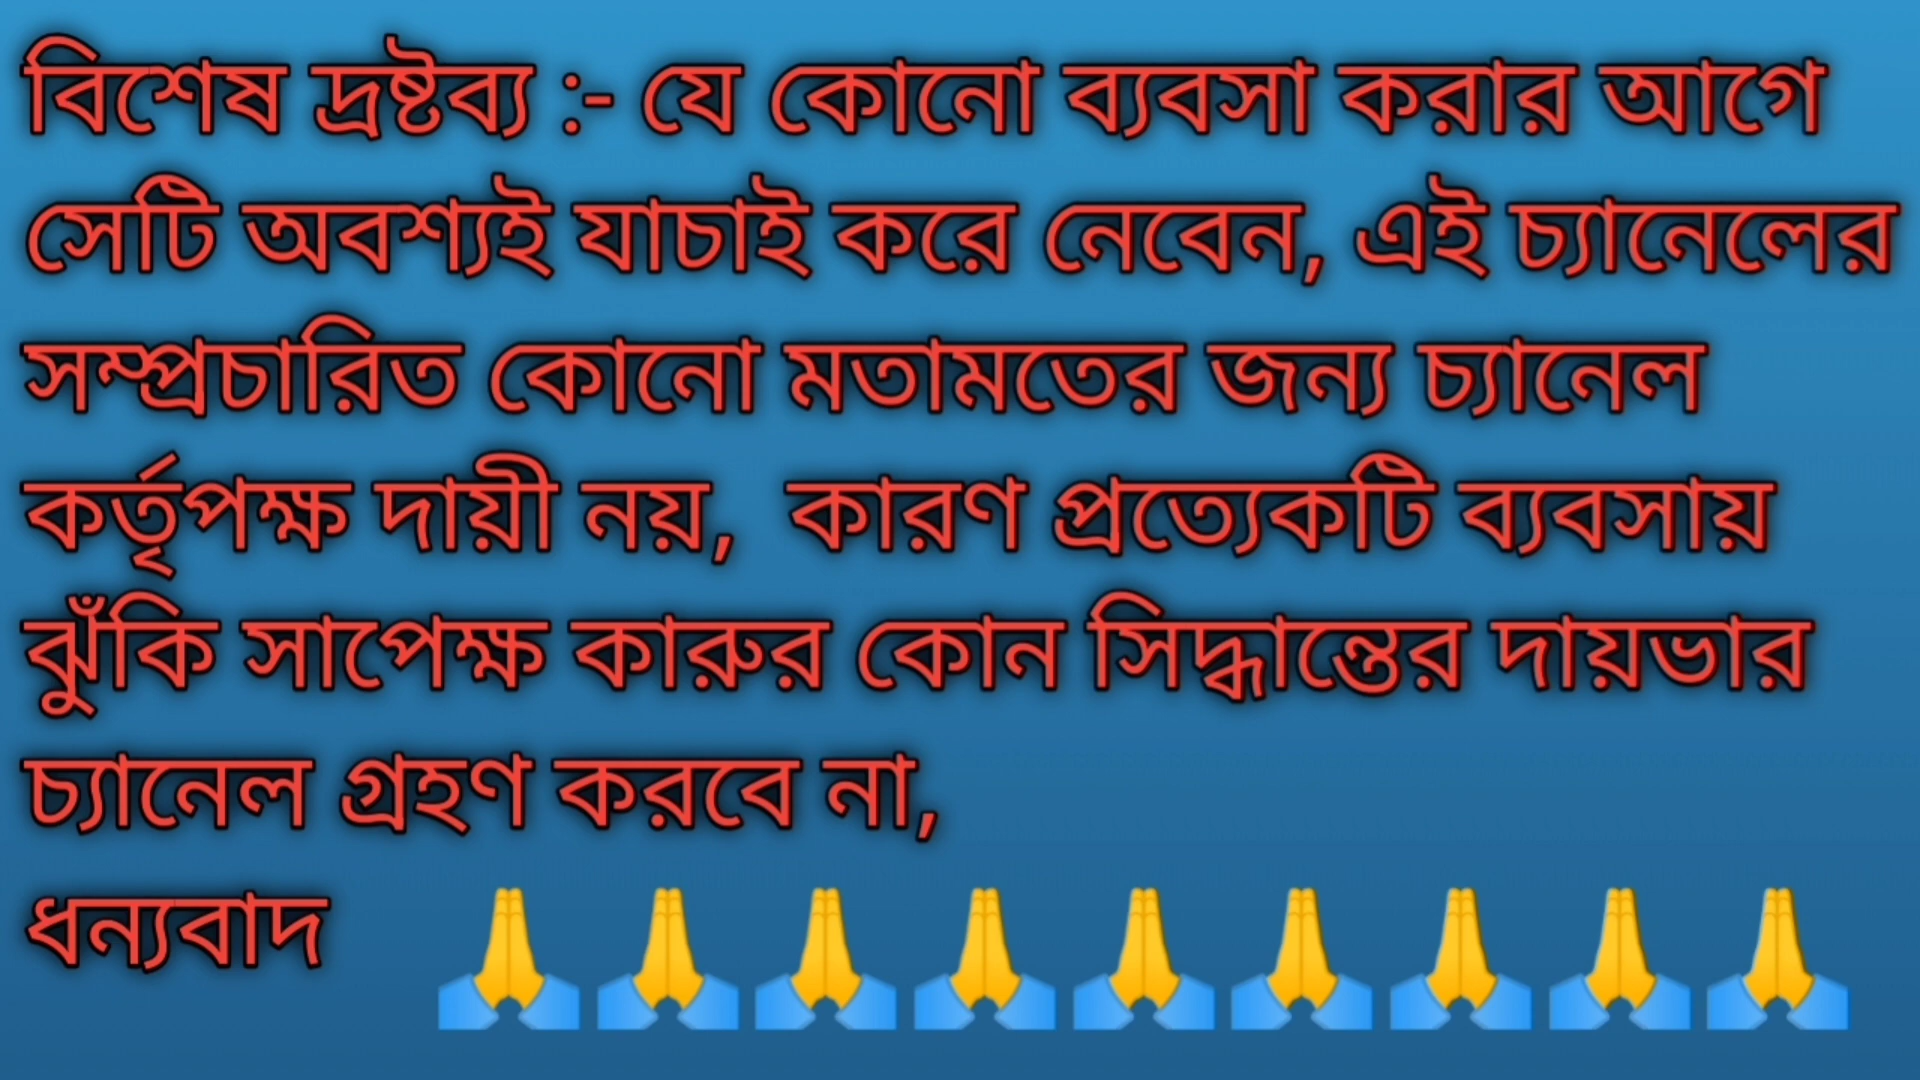 বিশেষ দ্রষ্টব্য :- যে কোনো ব্যবসা করার আগে
সেটি অবশ্যই যাচাই করে নেবেন, এই চ্যানেলের
সম্প্রচারিত কোনো মতামতের জন্য চ্যানেল
কর্তৃপক্ষ দায়ী নয়, কারণ প্রত্যেকটি ব্যবসায়
ঝুঁকি সাপেক্ষ কারুর কোন সিদ্ধান্তের দায়ভার
চ্যানেল গ্রহণ করবে না,
ধন্যবাদ 🙏🙏🙏🙏🙏🙏🙏🙏🙏